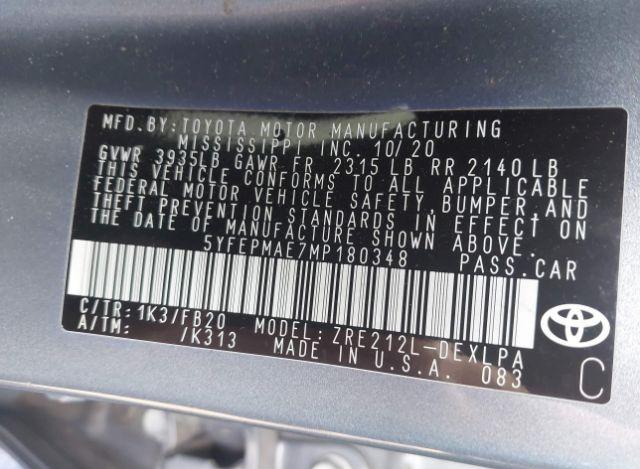 MFD.BY: TOYOTA MOTOR MANUFACTURING
MISSISSIPPI INC. 10/20
GVWR 3935LB GAWR FR 2315 LB RR 2140 LB
THIS VEHICLE CONFORMS TO ALL APPLICABLE
FEDERAL MOTOR VEHICLE SAFETY, BUMPER, AND
THEFT PREVENTION STANDARDS IN EFFECT ON
THE DATE OF MANUFACTURE SHOWN ABOVE.
5YFEPMAE7MP180348 PASS.CAR
C/TR: 1K3/FB20 MODEL: ZRE212L-DEXLPA
A/TM: /K313 MADE IN U.S.A. 083
C